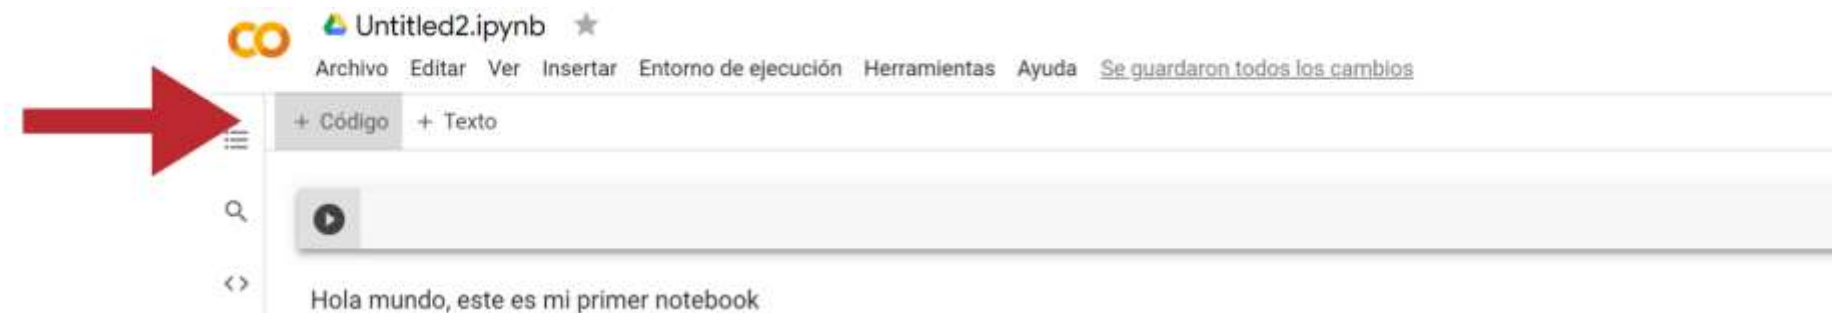 CO Untitled2.ipynb
Archivo Editar Ver Insertar Entorno de ejecución Herramientas Ayuda Se guardaron todos los cambios
+ Código + Texto
Hola mundo, este es mi primer notebook